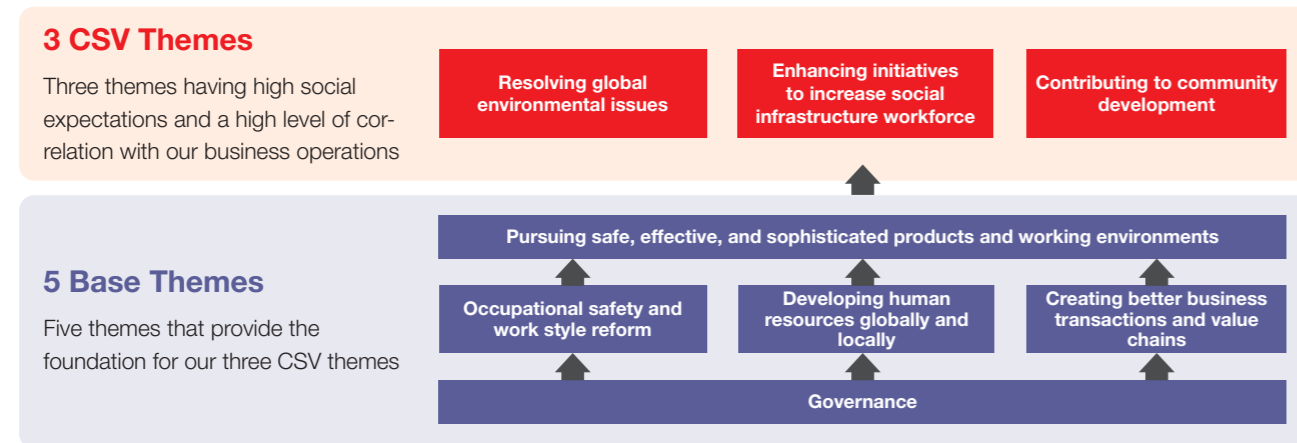 3 CSV Themes
Three themes having high social
expectations and a high level of cor-
relation with our business operations
Resolving global
environmental issues
Enhancing initiatives
to increase social
infrastructure workforce
Contributing to community
development
5 Base Themes
Five themes that provide the
foundation for our three CSV themes
Pursuing safe, effective, and sophisticated products and working environments
Occupational safety and
work style reform
Developing human
resources globally and
locally
Creating better business
transactions and value
chains
Governance